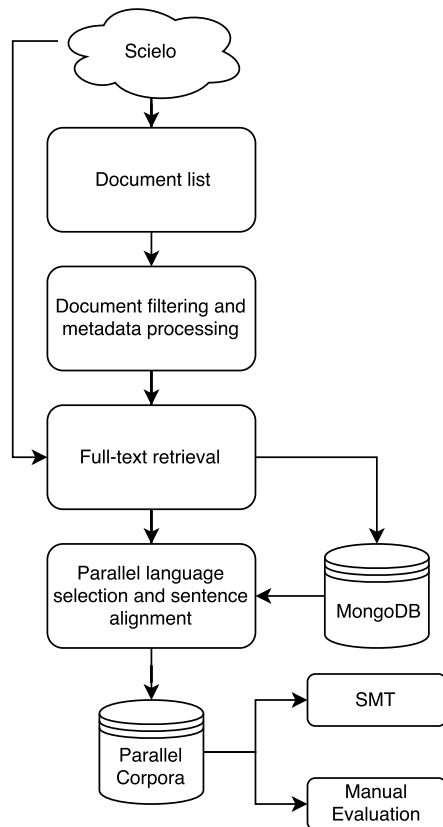 Scielo
Document list
Document filtering and
metadata processing
Full-text retrieval
Parallel language
selection and sentence
alignment
MongoDB
Parallel
Corpora
SMT
Manual
Evaluation